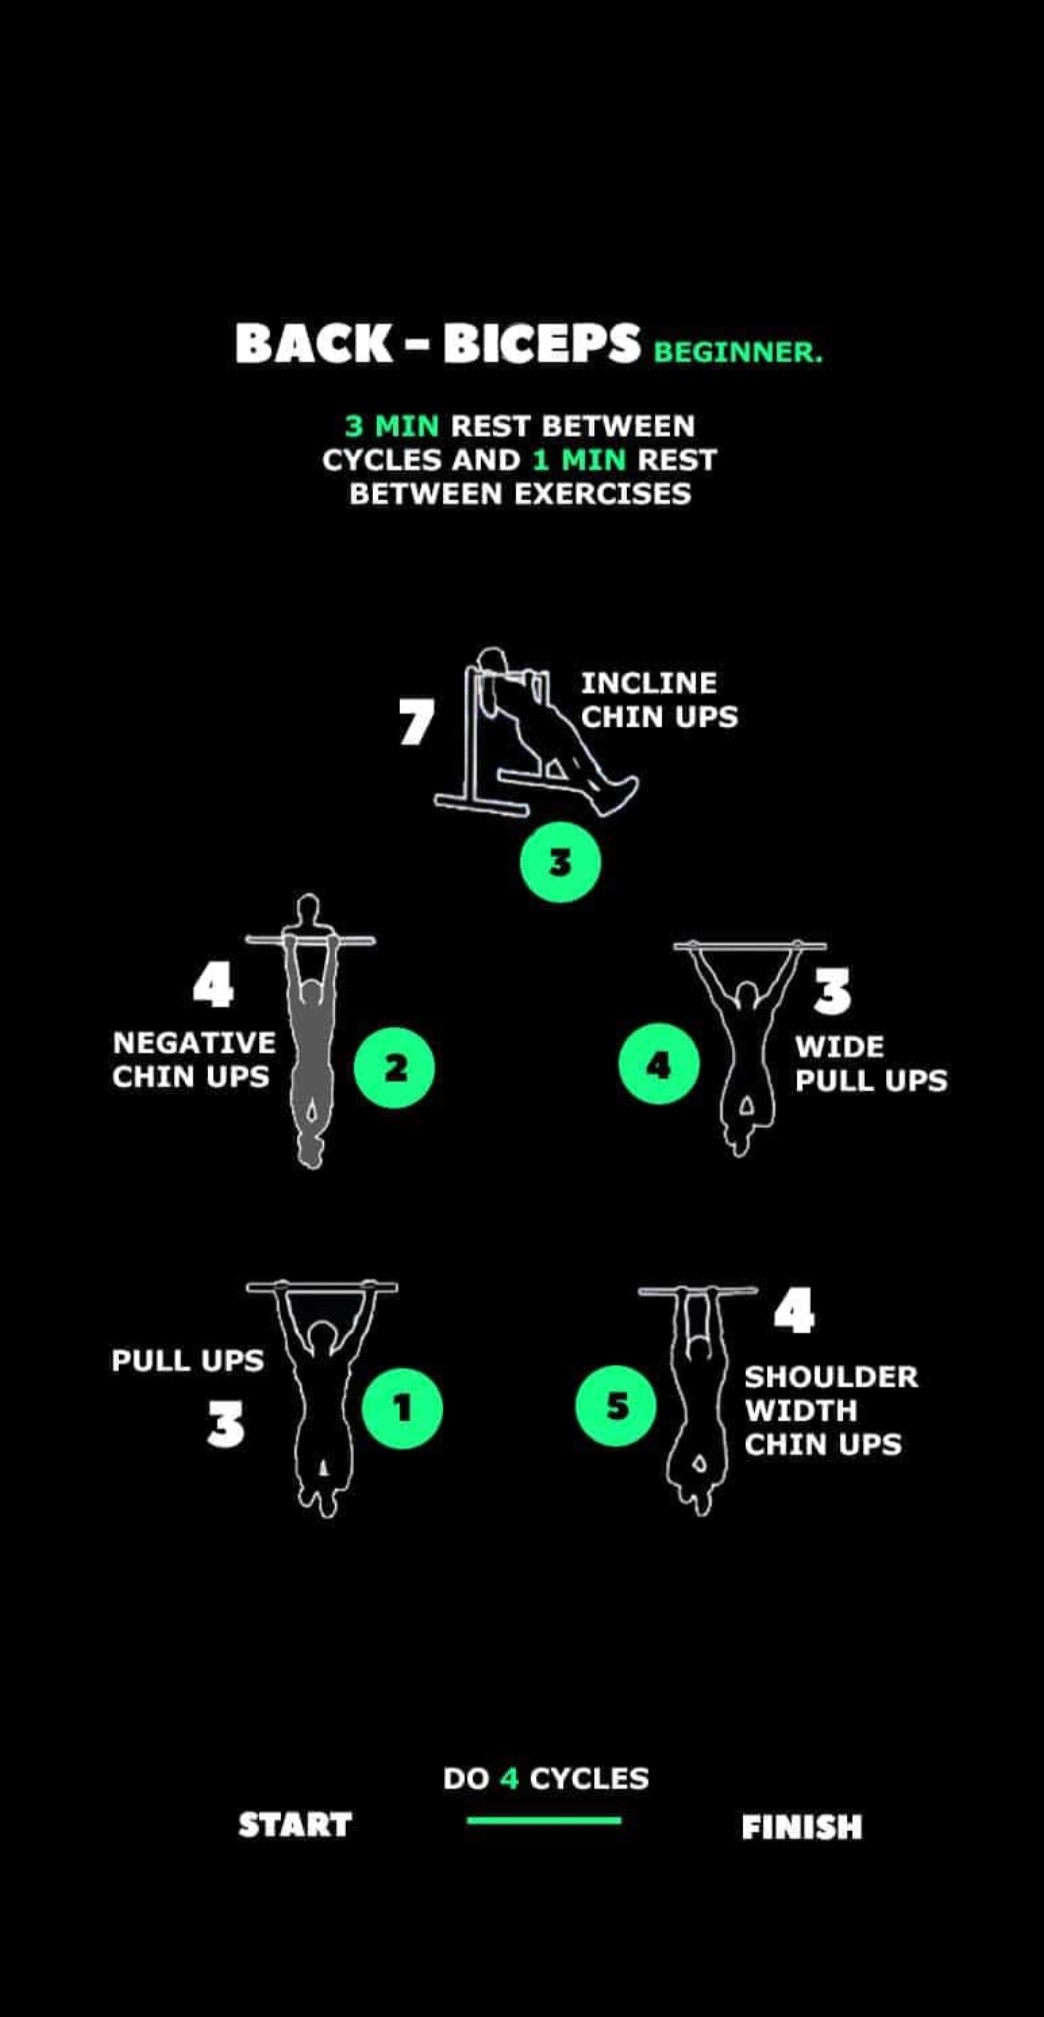 BACK - BICEPS BEGINNER.
3 MIN REST BETWEEN
CYCLES AND 1 MIN REST
BETWEEN EXERCISES
7
INCLINE
CHIN UPS
3
4
NEGATIVE
CHIN UPS
2
4
3
WIDE
PULL UPS
PULL UPS
3
1
5
4
SHOULDER
WIDTH
CHIN UPS
DO 4 CYCLES
START
FINISH